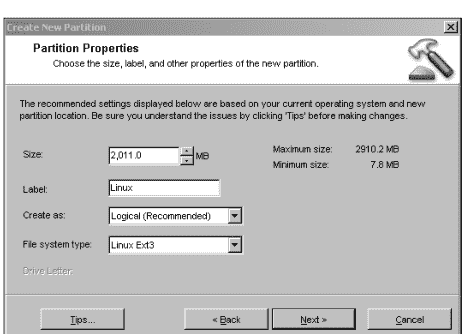 Create New Partition
Partition Properties
Choose the size, label, and other properties of the new partition.
The recommended settings displayed below are based on your current operating system and new
partition location. Be sure you understand the issues by clicking 'Tips' before making changes.
Size: 2,011.0 MB Maximum size: 2910.2 MB
Minimum size: 7.8 MB
Label: Linux
Create as: Logical (Recommended)
File system type: Linux Ext3
Drive Letter:
Tips... < Back Next > Cancel